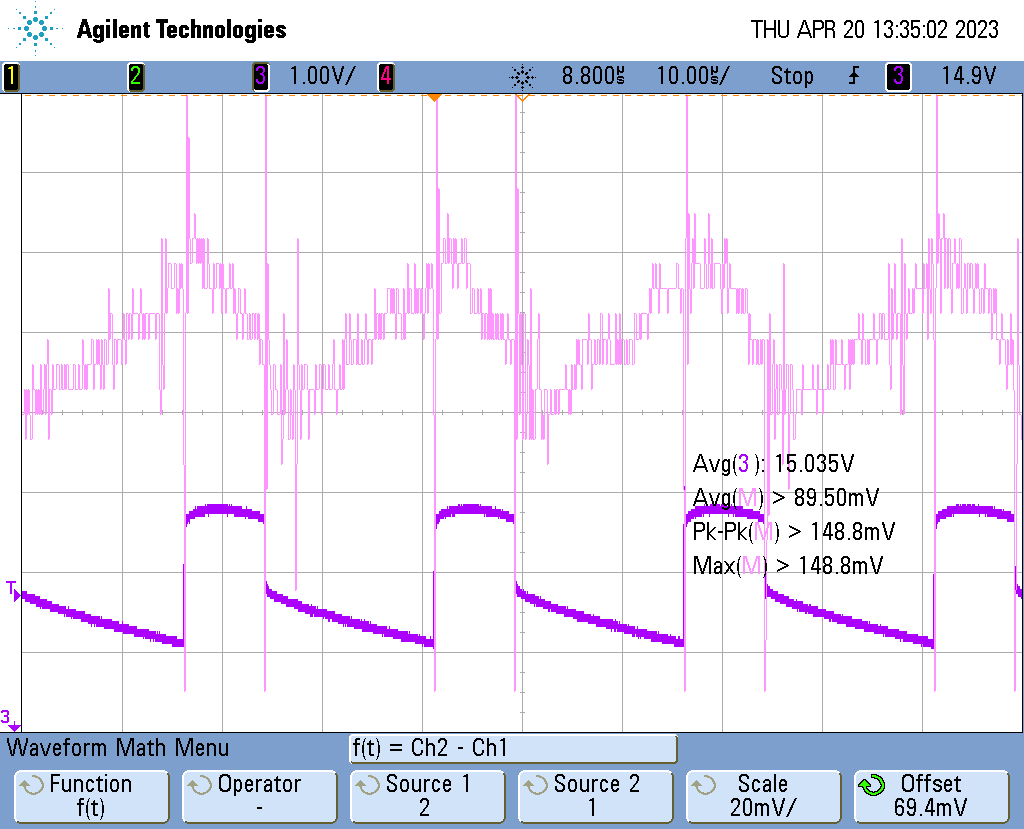 Agilent Technologies THU APR 20 13:35:02 2023
1 2 3 1.00V/ 4 8.800µs 10.00µs/ Stop 3 14.9V
Avg(3): 15.035V
Avg(M) > 89.50mV
Pk-Pk(M) > 148.8mV
Max(M) > 148.8mV
T
3
Waveform Math Menu f(t) = Ch2 - Ch1
Function Operator Source 1 Source 2 Scale Offset
f(t) - 2 1 20mV/ 69.4mV